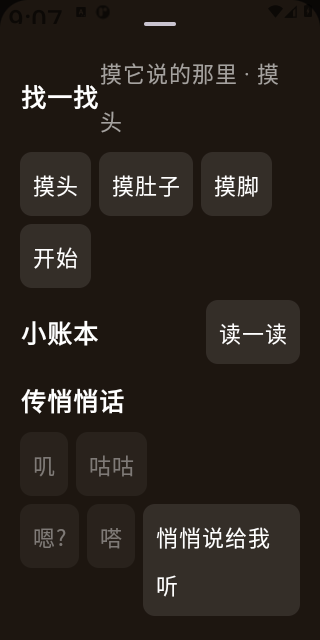 9:07
找一找 摸它说的那里 · 摸
头
摸头 摸肚子 摸脚
开始
小账本 读一读
传悄悄话
叽 咕咕
嗯? 嗒 悄悄说给我
听